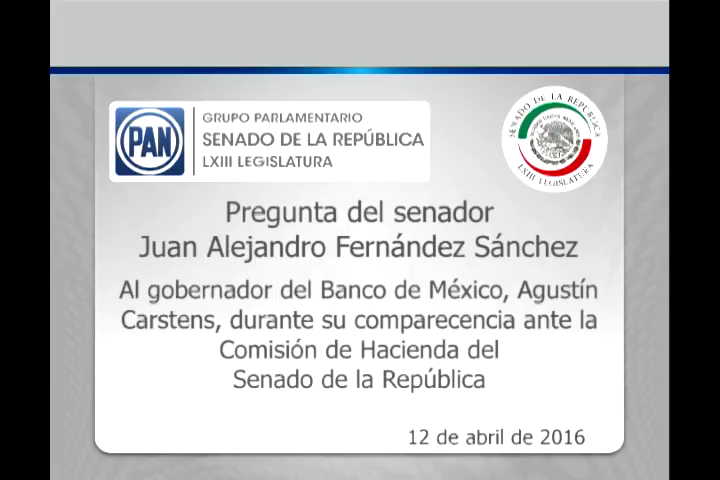 PAN
GRUPO PARLAMENTARIO
SENADO DE LA REPÚBLICA
LXIII LEGISLATURA
SENADO DE LA REPÚBLICA
LXIII LEGISLATURA
Pregunta del senador
Juan Alejandro Fernández Sánchez
Al gobernador del Banco de México, Agustín
Carstens, durante su comparecencia ante la
Comisión de Hacienda del
Senado de la República
12 de abril de 2016